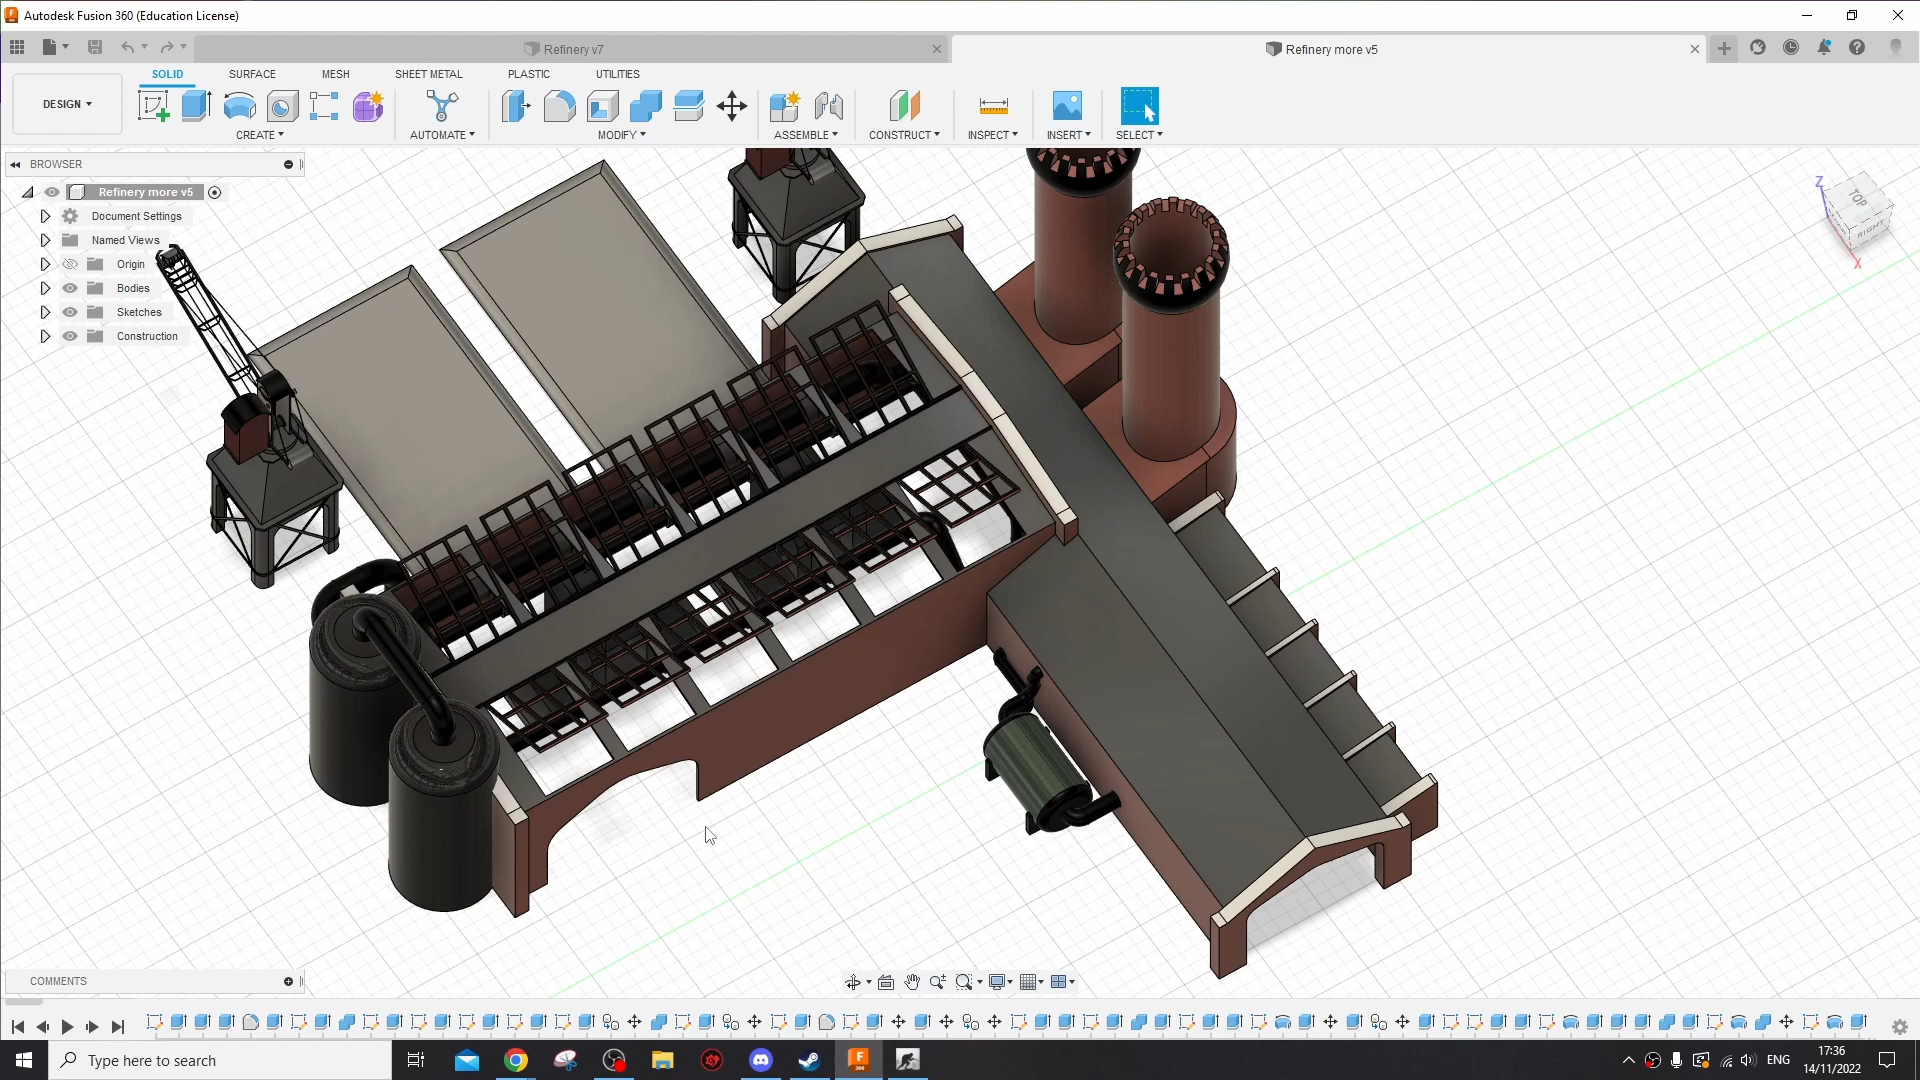 Autodesk Fusion 360 (Education License)
Refinery v7
Refinery more v5
DESIGN
SOLID
SURFACE
MESH
SHEET METAL
PLASTIC
UTILITIES
CREATE
AUTOMATE
MODIFY
ASSEMBLE
CONSTRUCT
INSPECT
INSERT
SELECT
BROWSER
Refinery more v5
Document Settings
Named Views
Origin
Bodies
Sketches
Construction
Z
TOP
RIGHT
X
COMMENTS
Type here to search
ENG
17:36
14/11/2022